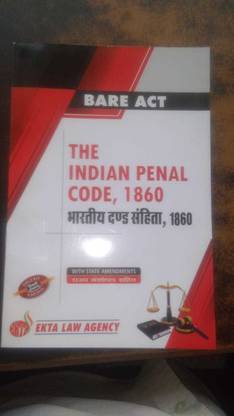 BARE ACT
THE
INDIAN PENAL
CODE, 1860
भारतीय दण्ड संहिता, 1860
WITH STATE AMENDMENTS
EKTA LAW AGENCY